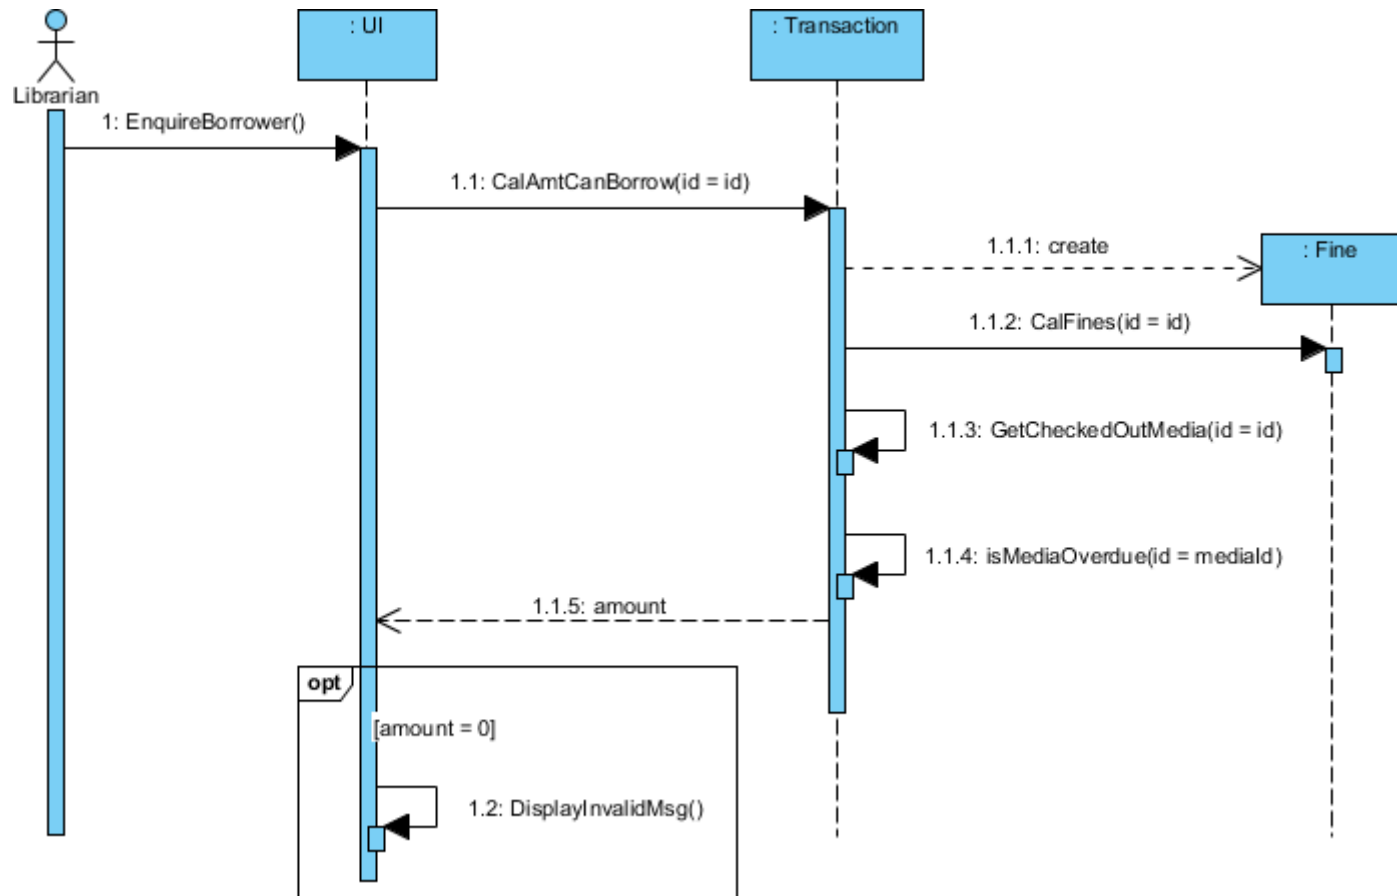 : UI
: Transaction
Librarian
1: EnquireBorrower()
1.1: CalAmtCanBorrow(id = id)
1.1.1: create
: Fine
1.1.2: CalFines(id = id)
1.1.3: GetCheckedOutMedia(id = id)
1.1.4: isMediaOverdue(id = mediaId)
1.1.5: amount
opt
[amount = 0]
1.2: DisplayInvalidMsg()